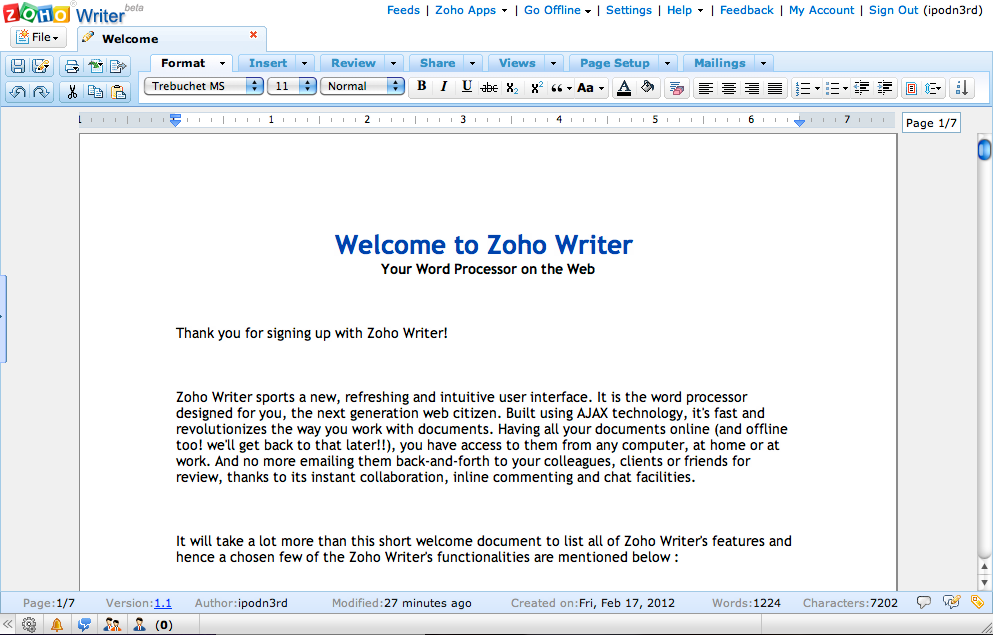 ZOHO Writer beta
Feeds | Zoho Apps | Go Offline | Settings | Help | Feedback | My Account | Sign Out (ipodn3rd)
File
Welcome
Format Insert Review Share Views Page Setup Mailings
Trebuchet MS 11 Normal B I U abc X2 X2 “ Aa A
1 1 2 3 4 5 6 7
Page 1/7
Welcome to Zoho Writer
Your Word Processor on the Web
Thank you for signing up with Zoho Writer!
Zoho Writer sports a new, refreshing and intuitive user interface. It is the word processor
designed for you, the next generation web citizen. Built using AJAX technology, it's fast and
revolutionizes the way you work with documents. Having all your documents online (and offline
too! we'll get back to that later!!), you have access to them from any computer, at home or at
work. And no more emailing them back-and-forth to your colleagues, clients or friends for
review, thanks to its instant collaboration, inline commenting and chat facilities.
It will take a lot more than this short welcome document to list all of Zoho Writer's features and
hence a chosen few of the Zoho Writer's functionalities are mentioned below :
Page:1/7 Version:1.1 Author:ipodn3rd Modified:27 minutes ago Created on:Fri, Feb 17, 2012 Words:1224 Characters:7202
(0)